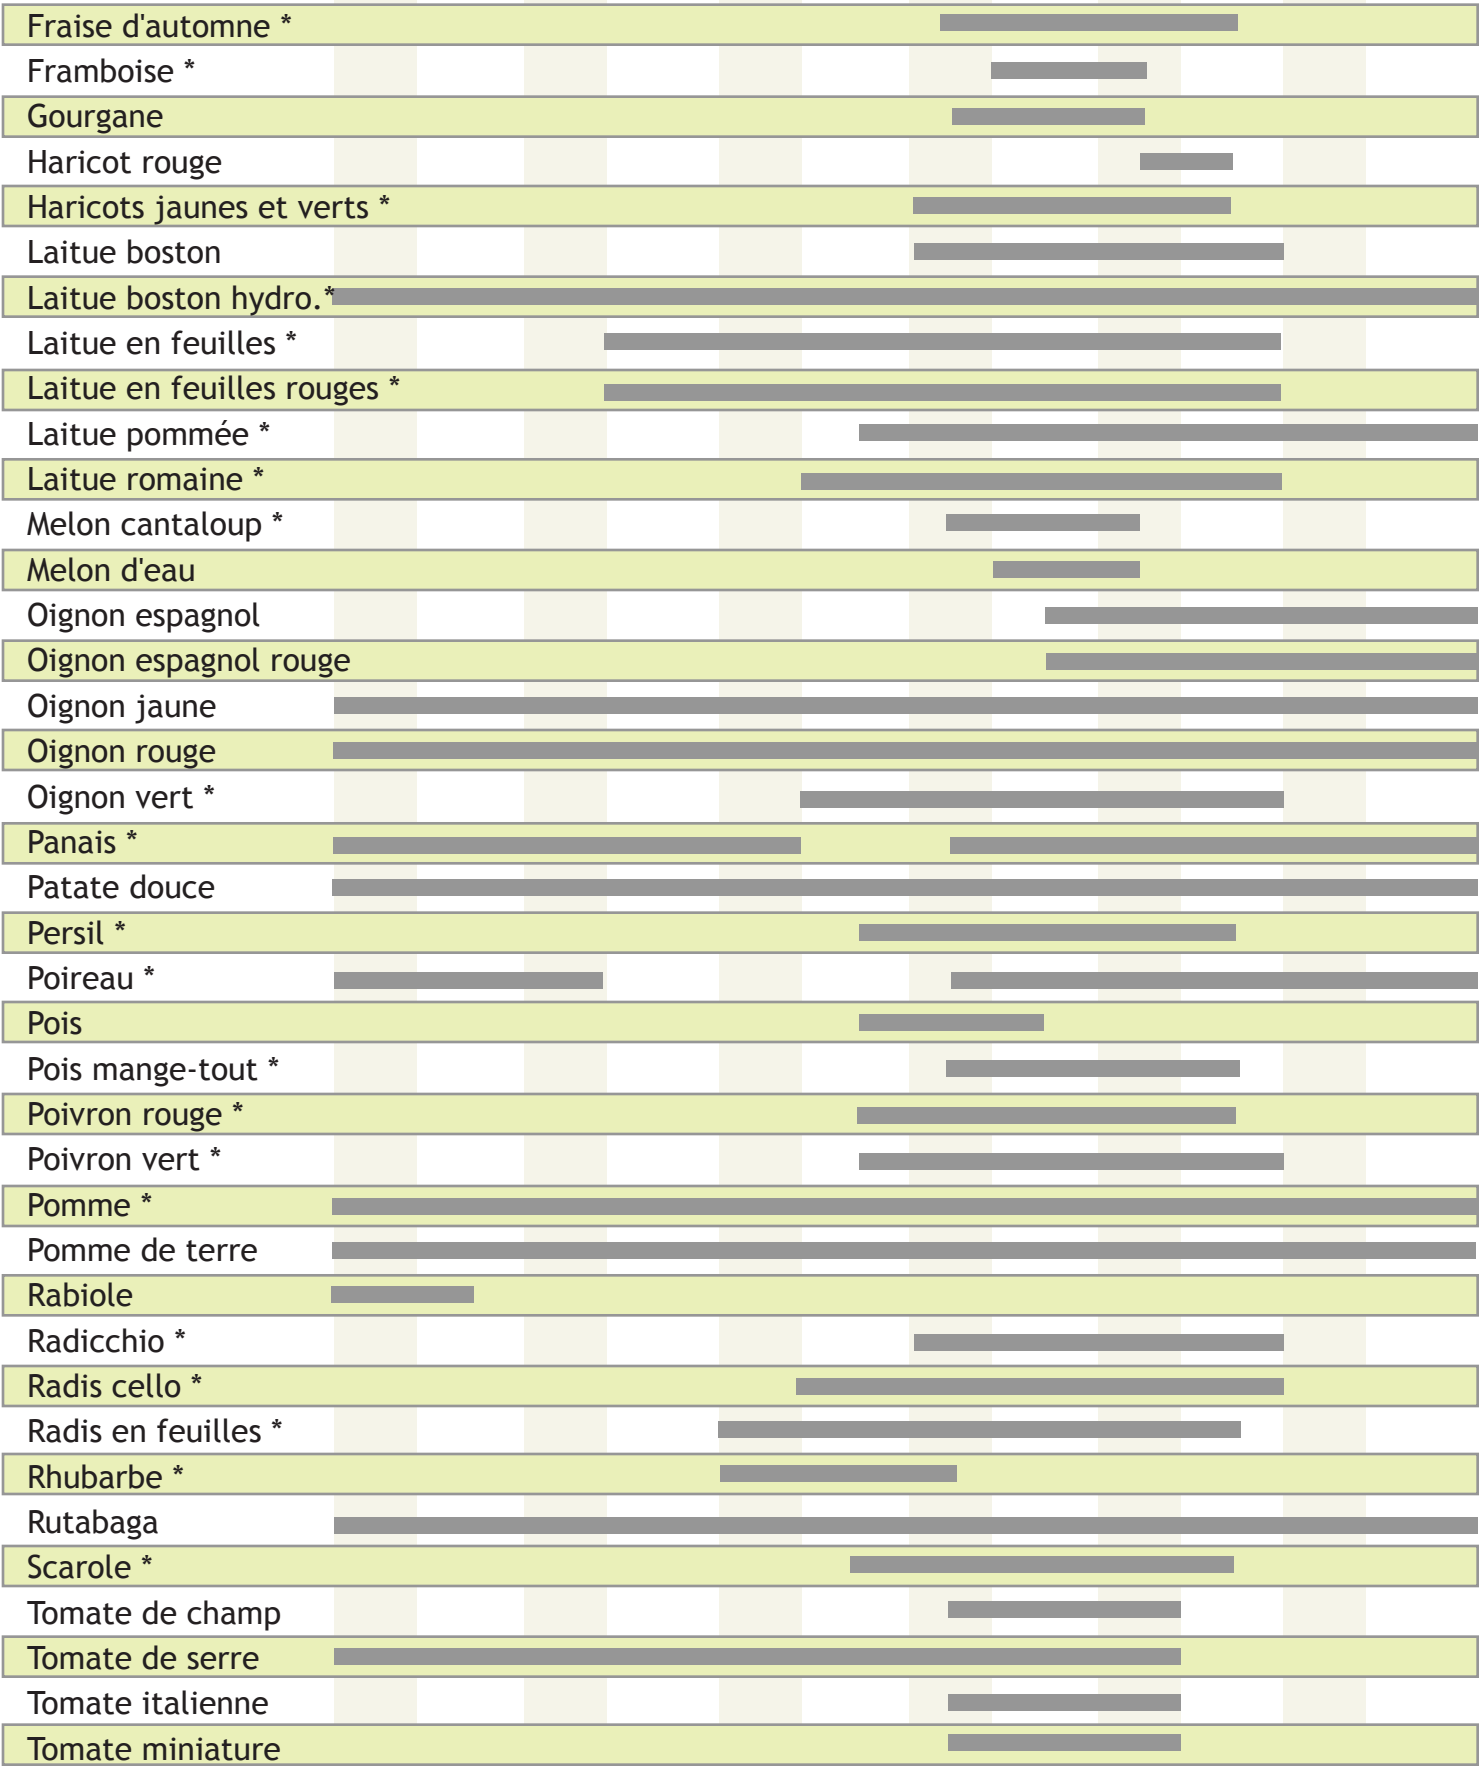 Fraise d'automne *
Framboise *
Gourgane
Haricot rouge
Haricots jaunes et verts *
Laitue boston
Laitue boston hydro.*
Laitue en feuilles *
Laitue en feuilles rouges *
Laitue pommée *
Laitue romaine *
Melon cantaloup *
Melon d'eau
Oignon espagnol
Oignon espagnol rouge
Oignon jaune
Oignon rouge
Oignon vert *
Panais *
Patate douce
Persil *
Poireau *
Pois
Pois mange-tout *
Poivron rouge *
Poivron vert *
Pomme *
Pomme de terre
Rabiole
Radicchio *
Radis cello *
Radis en feuilles *
Rhubarbe *
Rutabaga
Scarole *
Tomate de champ
Tomate de serre
Tomate italienne
Tomate miniature